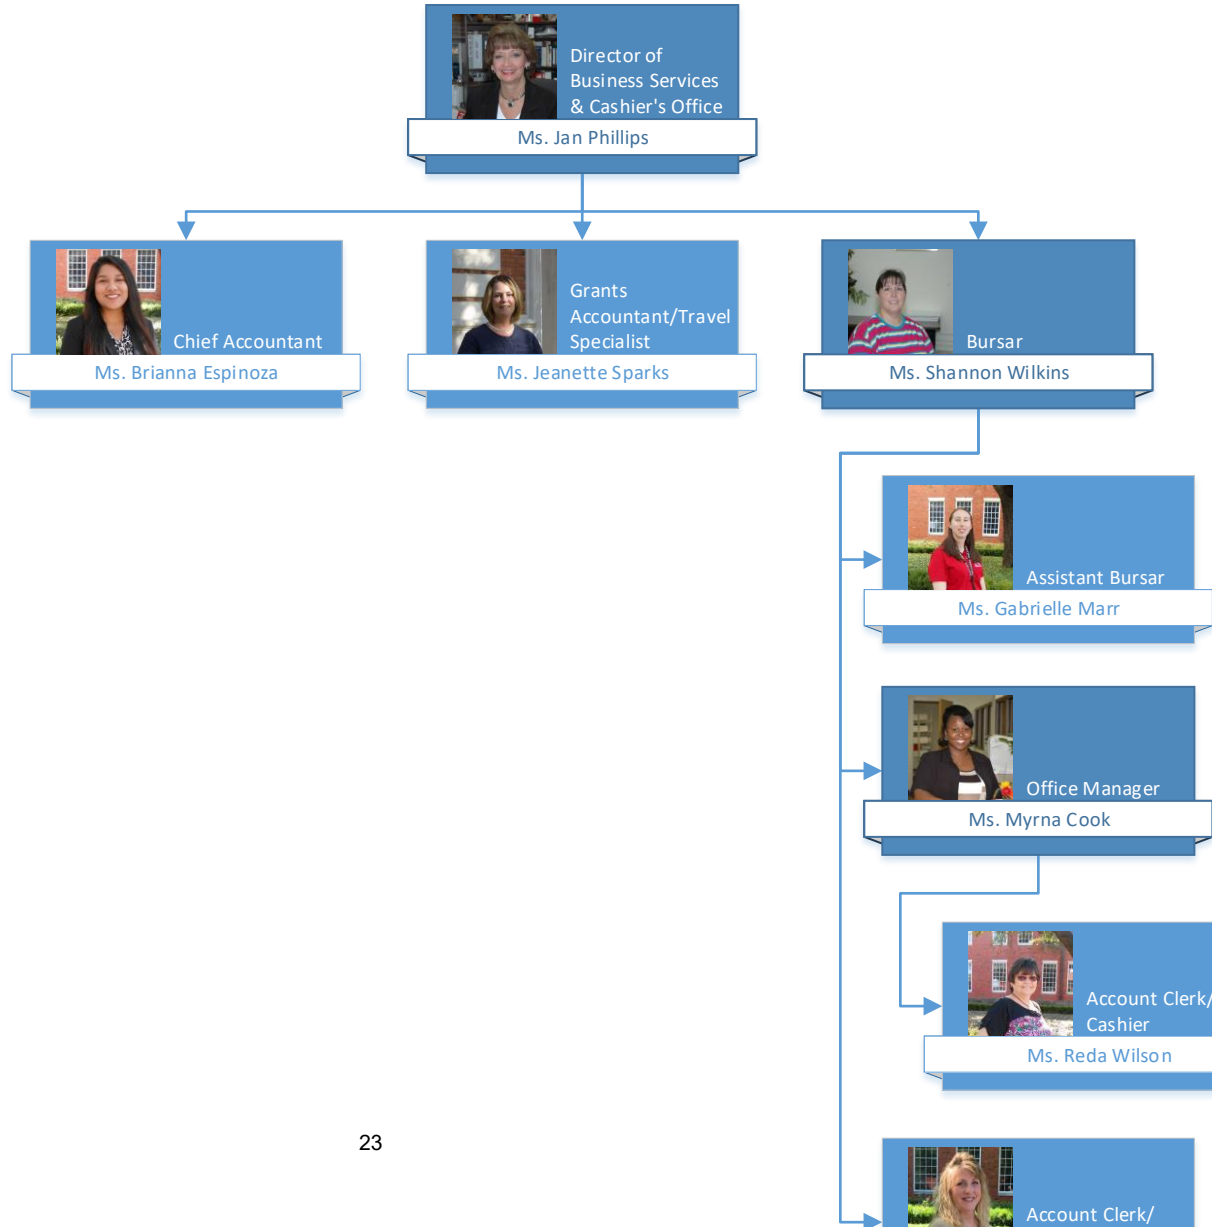 Director of
Business Services
& Cashier's Office
Ms. Jan Phillips
Chief Accountant
Ms. Brianna Espinoza
Grants
Accountant/Travel
Specialist
Ms. Jeanette Sparks
Bursar
Ms. Shannon Wilkins
Assistant Bursar
Ms. Gabrielle Marr
Office Manager
Ms. Myrna Cook
Account Clerk/
Cashier
Ms. Reda Wilson
23
Account Clerk/